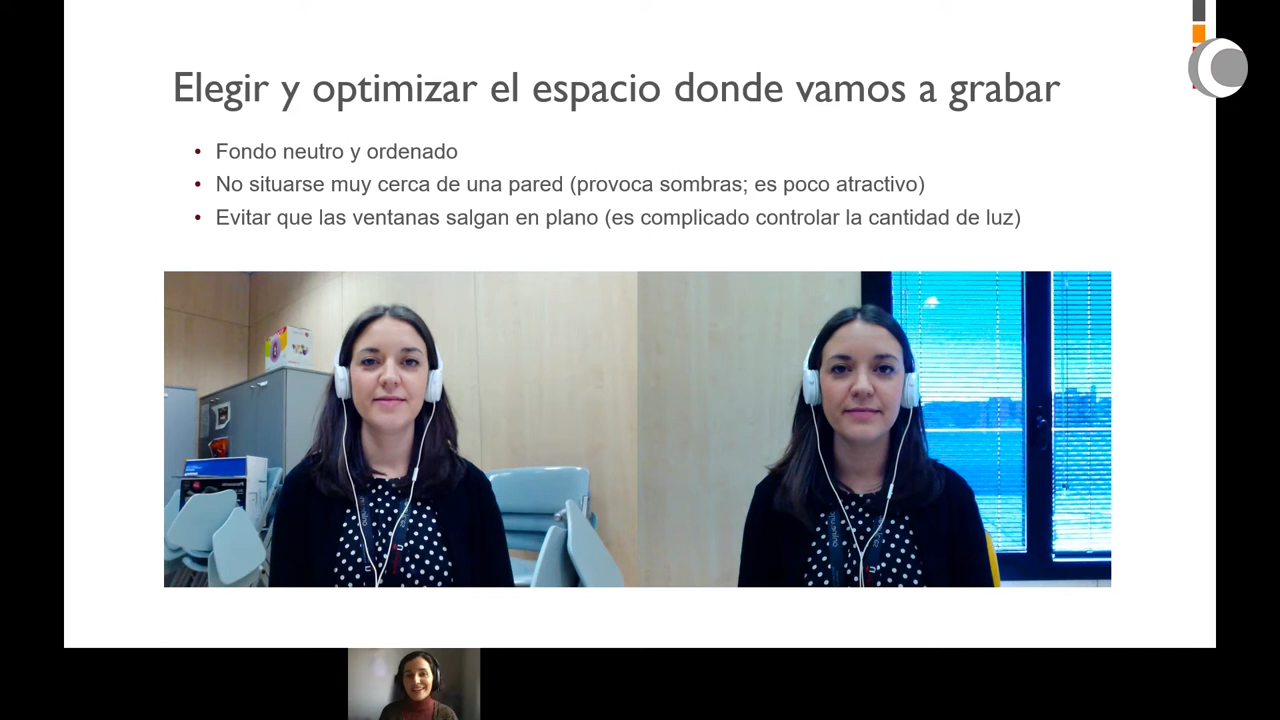 Elegir y optimizar el espacio donde vamos a grabar
• Fondo neutro y ordenado
• No situarse muy cerca de una pared (provoca sombras; es poco atractivo)
• Evitar que las ventanas salgan en plano (es complicado controlar la cantidad de luz)